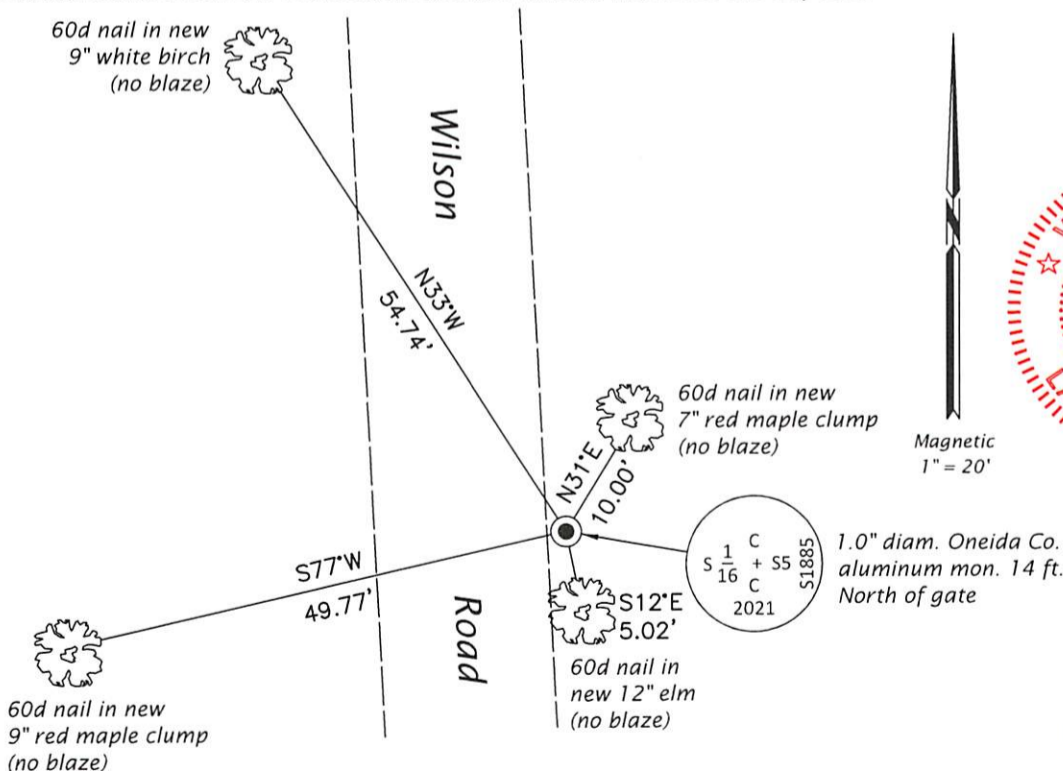 60d nail in new
9" white birch
(no blaze)
Wilson
N33°W
54.74'
60d nail in new
7" red maple clump
(no blaze)
Magnetic
1" = 20'
N31°E
10.00'
S77°W
49.77'
Road
S12°E
5.02'
C
S 1/16 + S5
C
2021
S1885
1.0" diam. Oneida Co.
aluminum mon. 14 ft.
North of gate
60d nail in
new 12" elm
(no blaze)
60d nail in new
9" red maple clump
(no blaze)
N